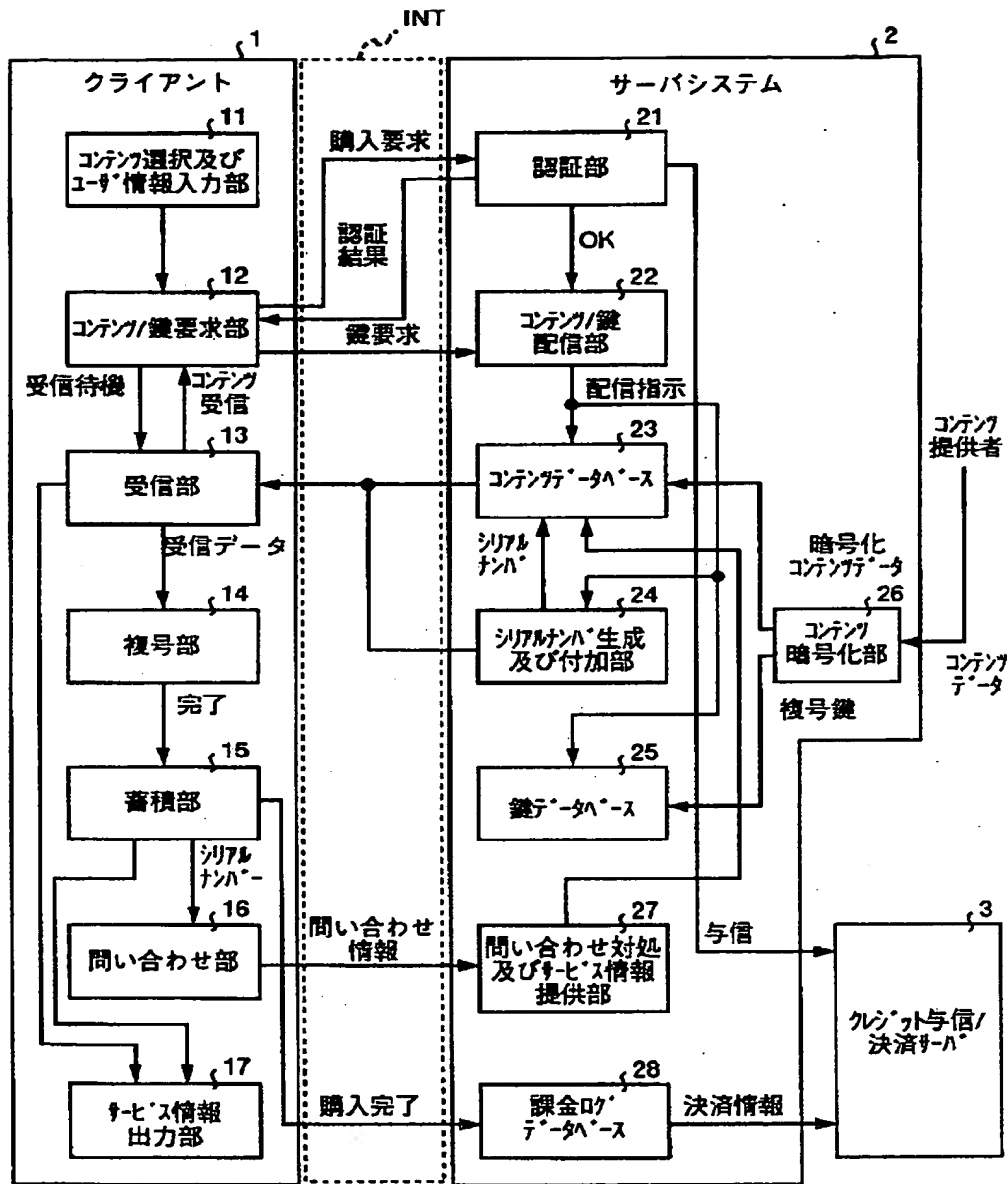 INT
1
クライアント
11
コンテンツ選択及び
ユーザ情報入力部
12
コンテンツ/鍵要求部
受信待機
コンテンツ
受信
13
受信部
受信データ
14
複号部
完了
15
蓄積部
シリアル
ナンバー
16
問い合わせ部
17
サービス情報
出力部
購入要求
認証
結果
鍵要求
問い合わせ
情報
購入完了
2
サーバシステム
21
認証部
OK
22
コンテンツ/鍵
配信部
配信指示
23
コンテンツデータベース
シリアル
ナンバ
24
シリアルナンバ生成
及び付加部
25
鍵データベース
暗号化
コンテンツデータ
26
コンテンツ
暗号化部
複号鍵
コンテンツ
提供者
コンテンツ
データ
27
問い合わせ対処
及びサービス情報
提供部
与信
28
課金ログ
データベース
決済情報
3
クレジット与信/
決済サーバ